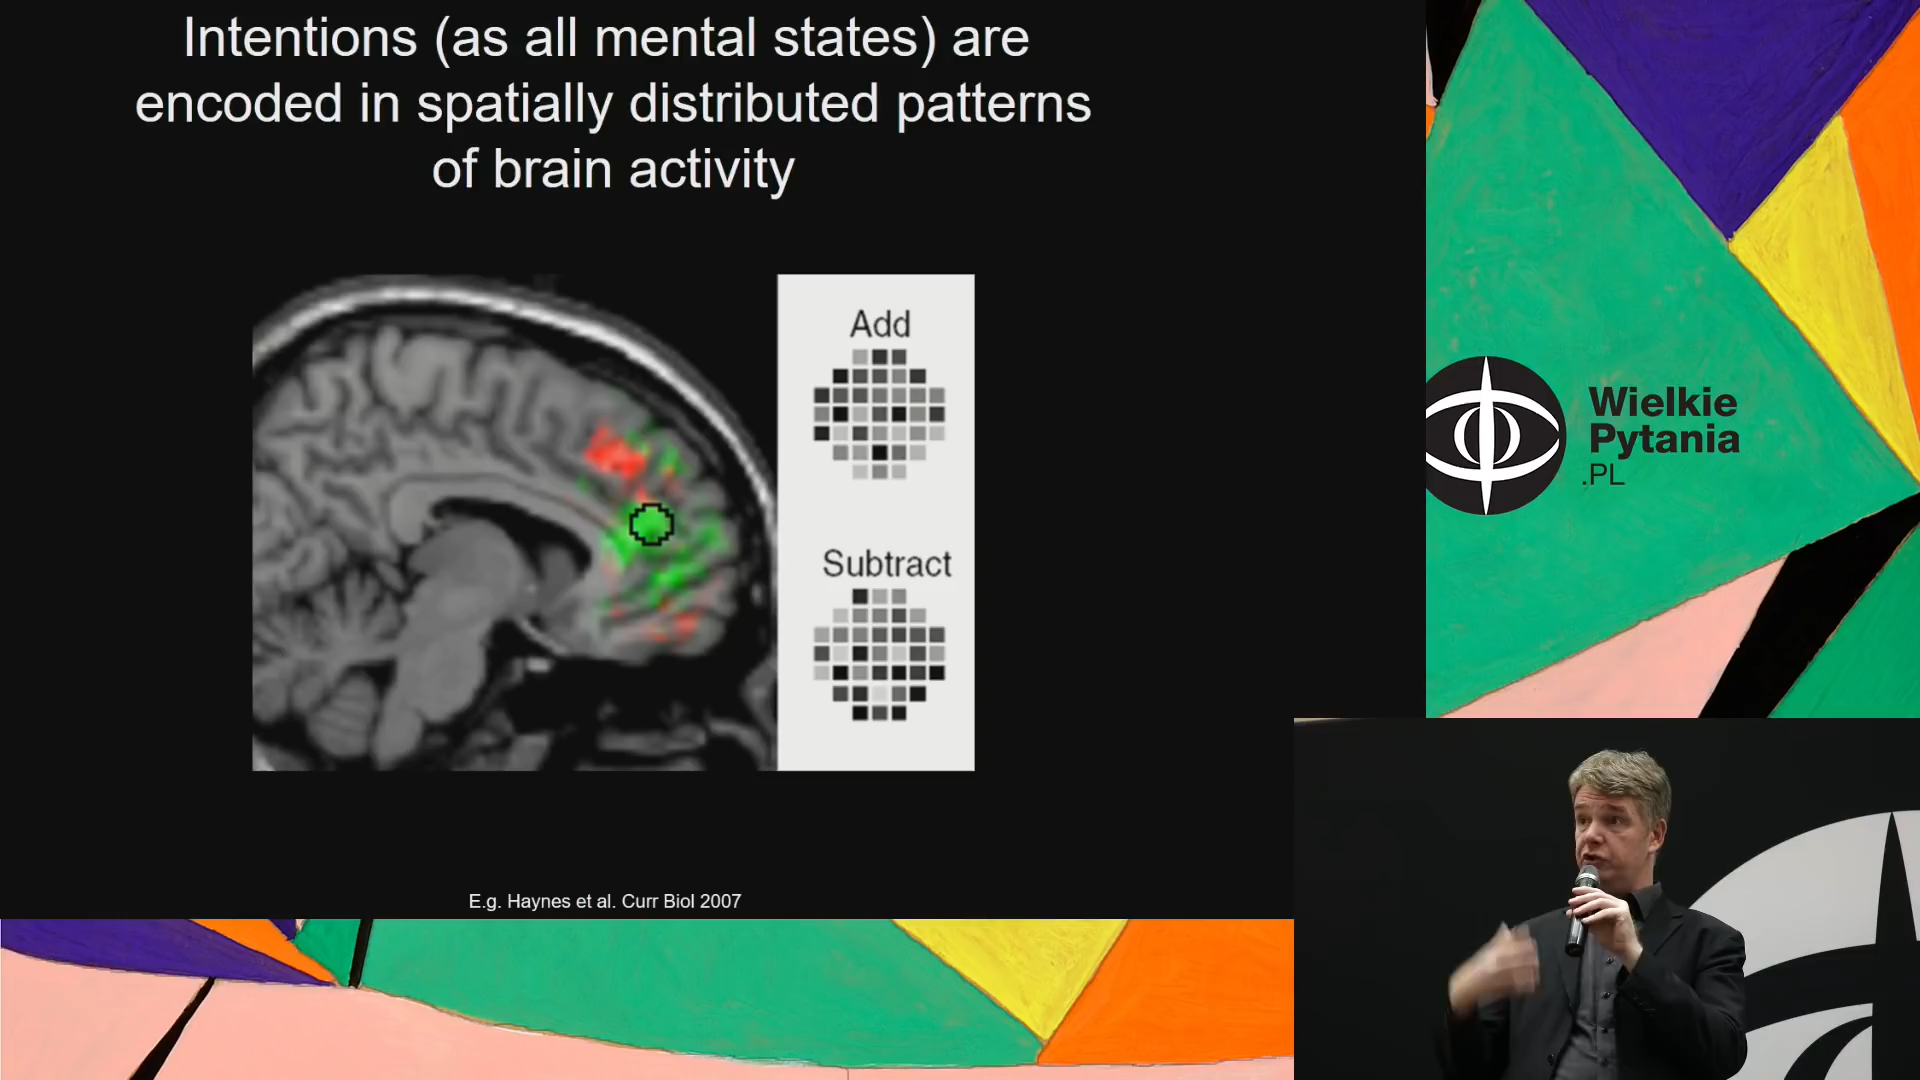 Intentions (as all mental states) are
encoded in spatially distributed patterns
of brain activity
Add
Subtract
E.g. Haynes et al. Curr Biol 2007
Wielkie
Pytania
.PL